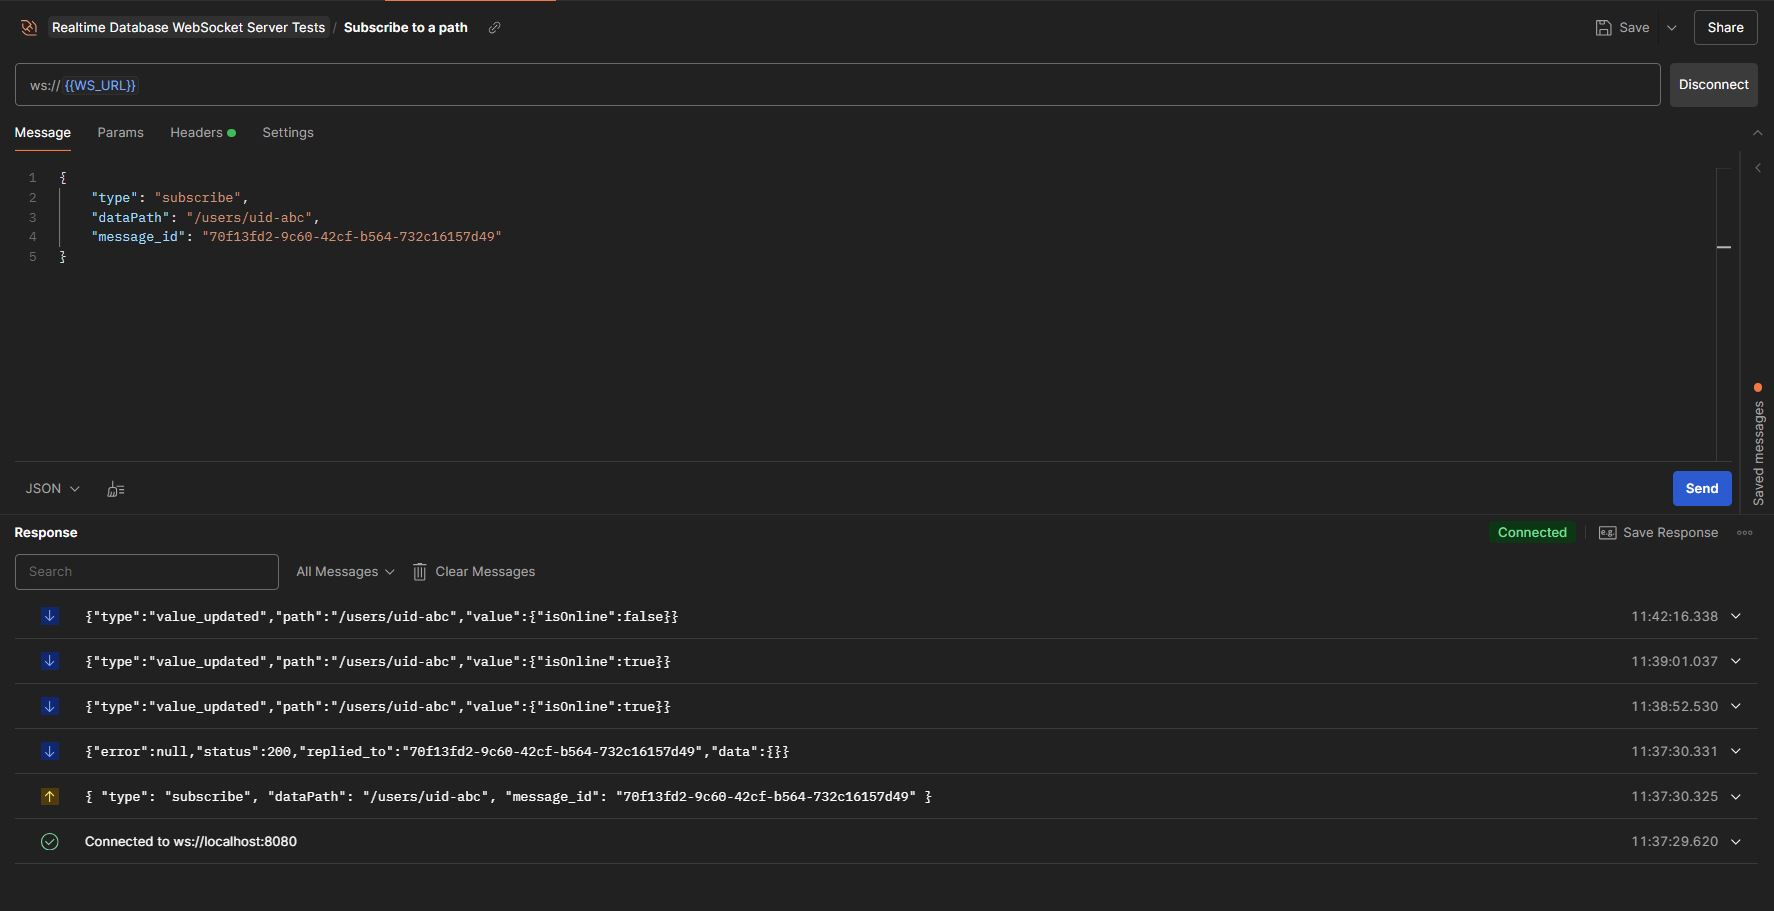 Realtime Database WebSocket Server Tests / Subscribe to a path
Save
Share
ws:// {{WS_URL}}
Disconnect
Message Params Headers Settings
1 {
2 "type": "subscribe",
3 "dataPath": "/users/uid-abc",
4 "message_id": "70f13fd2-9c60-42cf-b564-732c16157d49"
5 }
Saved messages
JSON
Send
Response
Connected
e.g. Save Response
Search
All Messages
Clear Messages
{"type":"value_updated","path":"/users/uid-abc","value":{"isOnline":false}} 11:42:16.338
{"type":"value_updated","path":"/users/uid-abc","value":{"isOnline":true}} 11:39:01.037
{"type":"value_updated","path":"/users/uid-abc","value":{"isOnline":true}} 11:38:52.530
{"error":null,"status":200,"replied_to":"70f13fd2-9c60-42cf-b564-732c16157d49","data":{}} 11:37:30.331
{ "type": "subscribe", "dataPath": "/users/uid-abc", "message_id": "70f13fd2-9c60-42cf-b564-732c16157d49" } 11:37:30.325
Connected to ws://localhost:8080 11:37:29.620